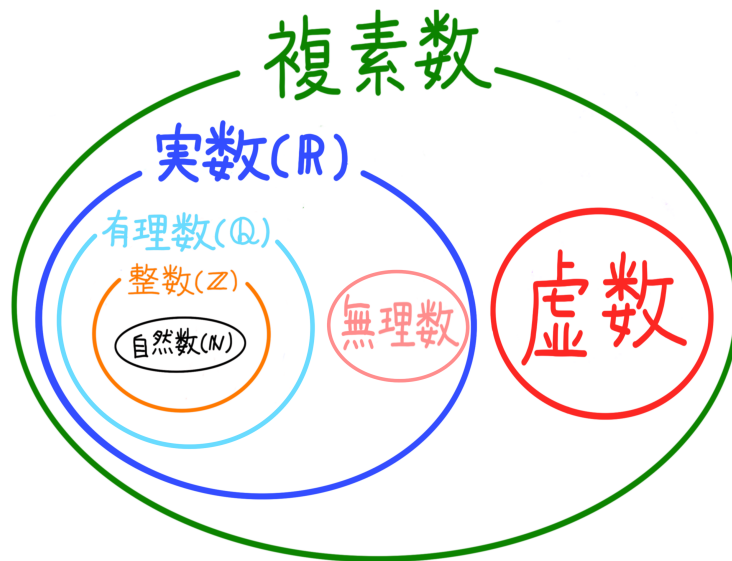 複素数
実数(ℝ)
有理数(ℚ)
整数(ℤ)
自然数(ℕ)
無理数
虚数